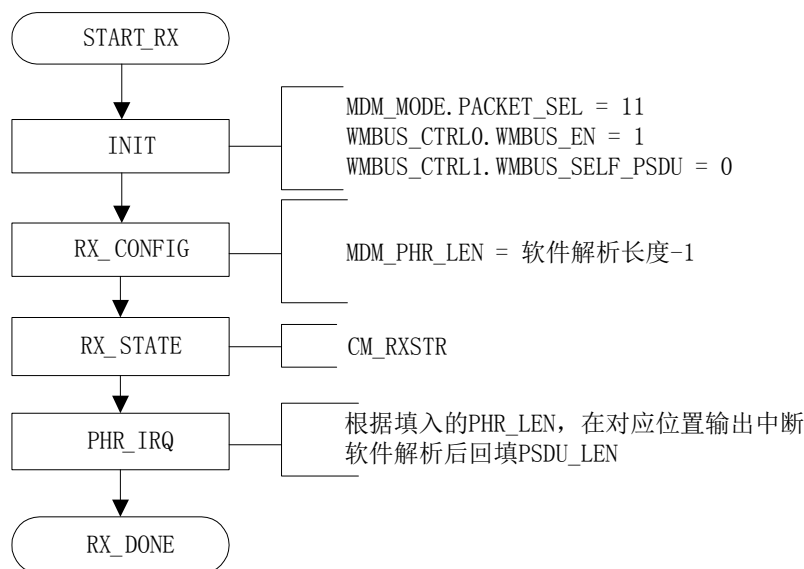 START_RX
INIT
MDM_MODE.PACKET_SEL = 11
WMBUS_CTRL0.WMBUS_EN = 1
WMBUS_CTRL1.WMBUS_SELF_PSDU = 0
RX_CONFIG
MDM_PHR_LEN = 软件解析长度-1
RX_STATE
CM_RXSTR
PHR_IRQ
根据填入的PHR_LEN，在对应位置输出中断
软件解析后回填PSDU_LEN
RX_DONE